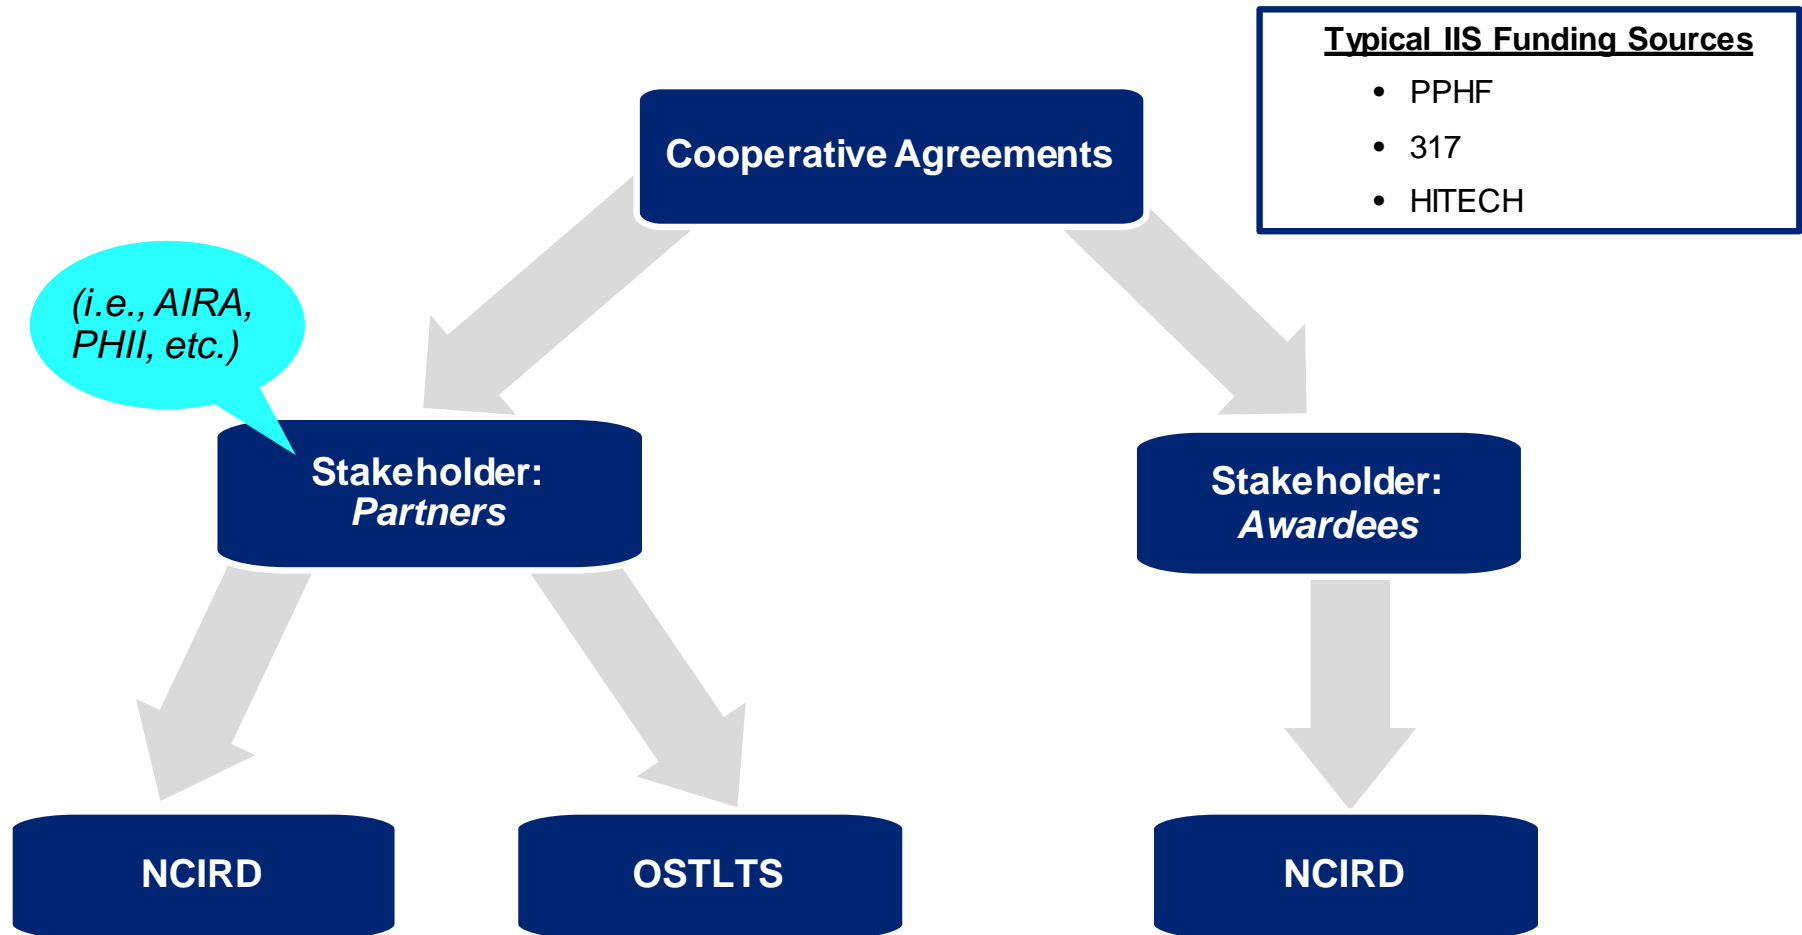 Typical IIS Funding Sources
• PPHF
• 317
• HITECH
Cooperative Agreements
(i.e., AIRA,
PHII, etc.)
Stakeholder:
Partners
Stakeholder:
Awardees
NCIRD
OSTLTS
NCIRD